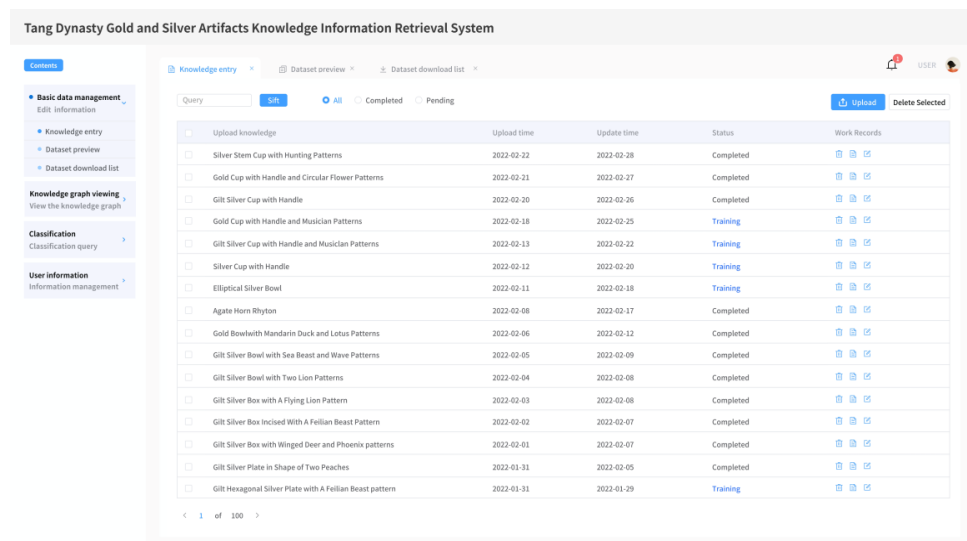 Tang Dynasty Gold and Silver Artifacts Knowledge Information Retrieval System
Contents
Basic data management
Edit information
Knowledge entry
Dataset preview
Dataset download list
Knowledge graph viewing
View the knowledge graph
Classification
Classification query
User information
Information management
Knowledge entry × Dataset preview × Dataset download list ×
1 USER
Query Sift All Completed Pending Upload Delete Selected
Upload knowledge Upload time Update time Status Work Records
Silver Stem Cup with Hunting Patterns 2022-02-22 2022-02-28 Completed
Gold Cup with Handle and Circular Flower Patterns 2022-02-21 2022-02-27 Completed
Gilt Silver Cup with Handle 2022-02-20 2022-02-26 Completed
Gold Cup with Handle and Musician Patterns 2022-02-18 2022-02-25 Training
Gilt Silver Cup with Handle and Musician Patterns 2022-02-13 2022-02-22 Training
Silver Cup with Handle 2022-02-12 2022-02-20 Training
Elliptical Silver Bowl 2022-02-11 2022-02-18 Training
Agate Horn Rhyton 2022-02-08 2022-02-17 Completed
Gold Bowlwith Mandarin Duck and Lotus Patterns 2022-02-06 2022-02-12 Completed
Gilt Silver Bowl with Sea Beast and Wave Patterns 2022-02-05 2022-02-09 Completed
Gilt Silver Bowl with Two Lion Patterns 2022-02-04 2022-02-08 Completed
Gilt Silver Box with A Flying Lion Pattern 2022-02-03 2022-02-08 Completed
Gilt Silver Box Incised With A Feilian Beast Pattern 2022-02-02 2022-02-07 Completed
Gilt Silver Box with Winged Deer and Phoenix patterns 2022-02-01 2022-02-07 Completed
Gilt Silver Plate in Shape of Two Peaches 2022-01-31 2022-02-05 Completed
Gilt Hexagonal Silver Plate with A Feilian Beast pattern 2022-01-31 2022-01-29 Training
< 1 of 100 >